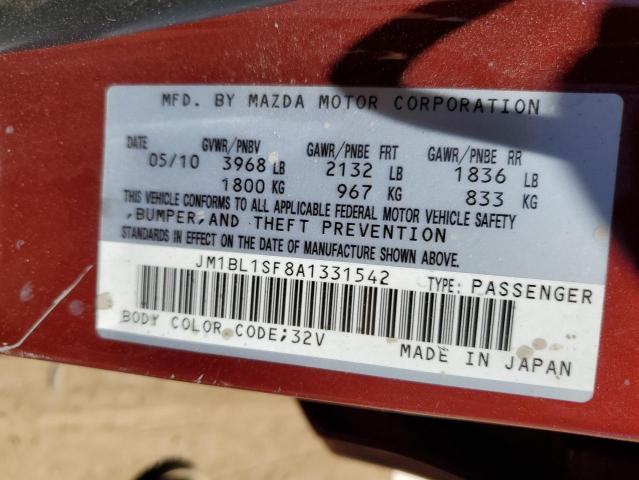 MFD. BY MAZDA MOTOR CORPORATION
DATE GVWR/PNBV GAWR/PNBE FRT GAWR/PNBE RR
05/10 3968 LB 2132 LB 1836 LB
1800 KG 967 KG 833 KG
THIS VEHICLE CONFORMS TO ALL APPLICABLE FEDERAL MOTOR VEHICLE SAFETY
,BUMPER,AND THEFT PREVENTION
STANDARDS IN EFFECT ON THE DATE OF MANUFACTURE SHOWN ABOVE.
JM1BL1SF8A1331542 TYPE: PASSENGER
BODY COLOR CODE;32V
MADE IN JAPAN